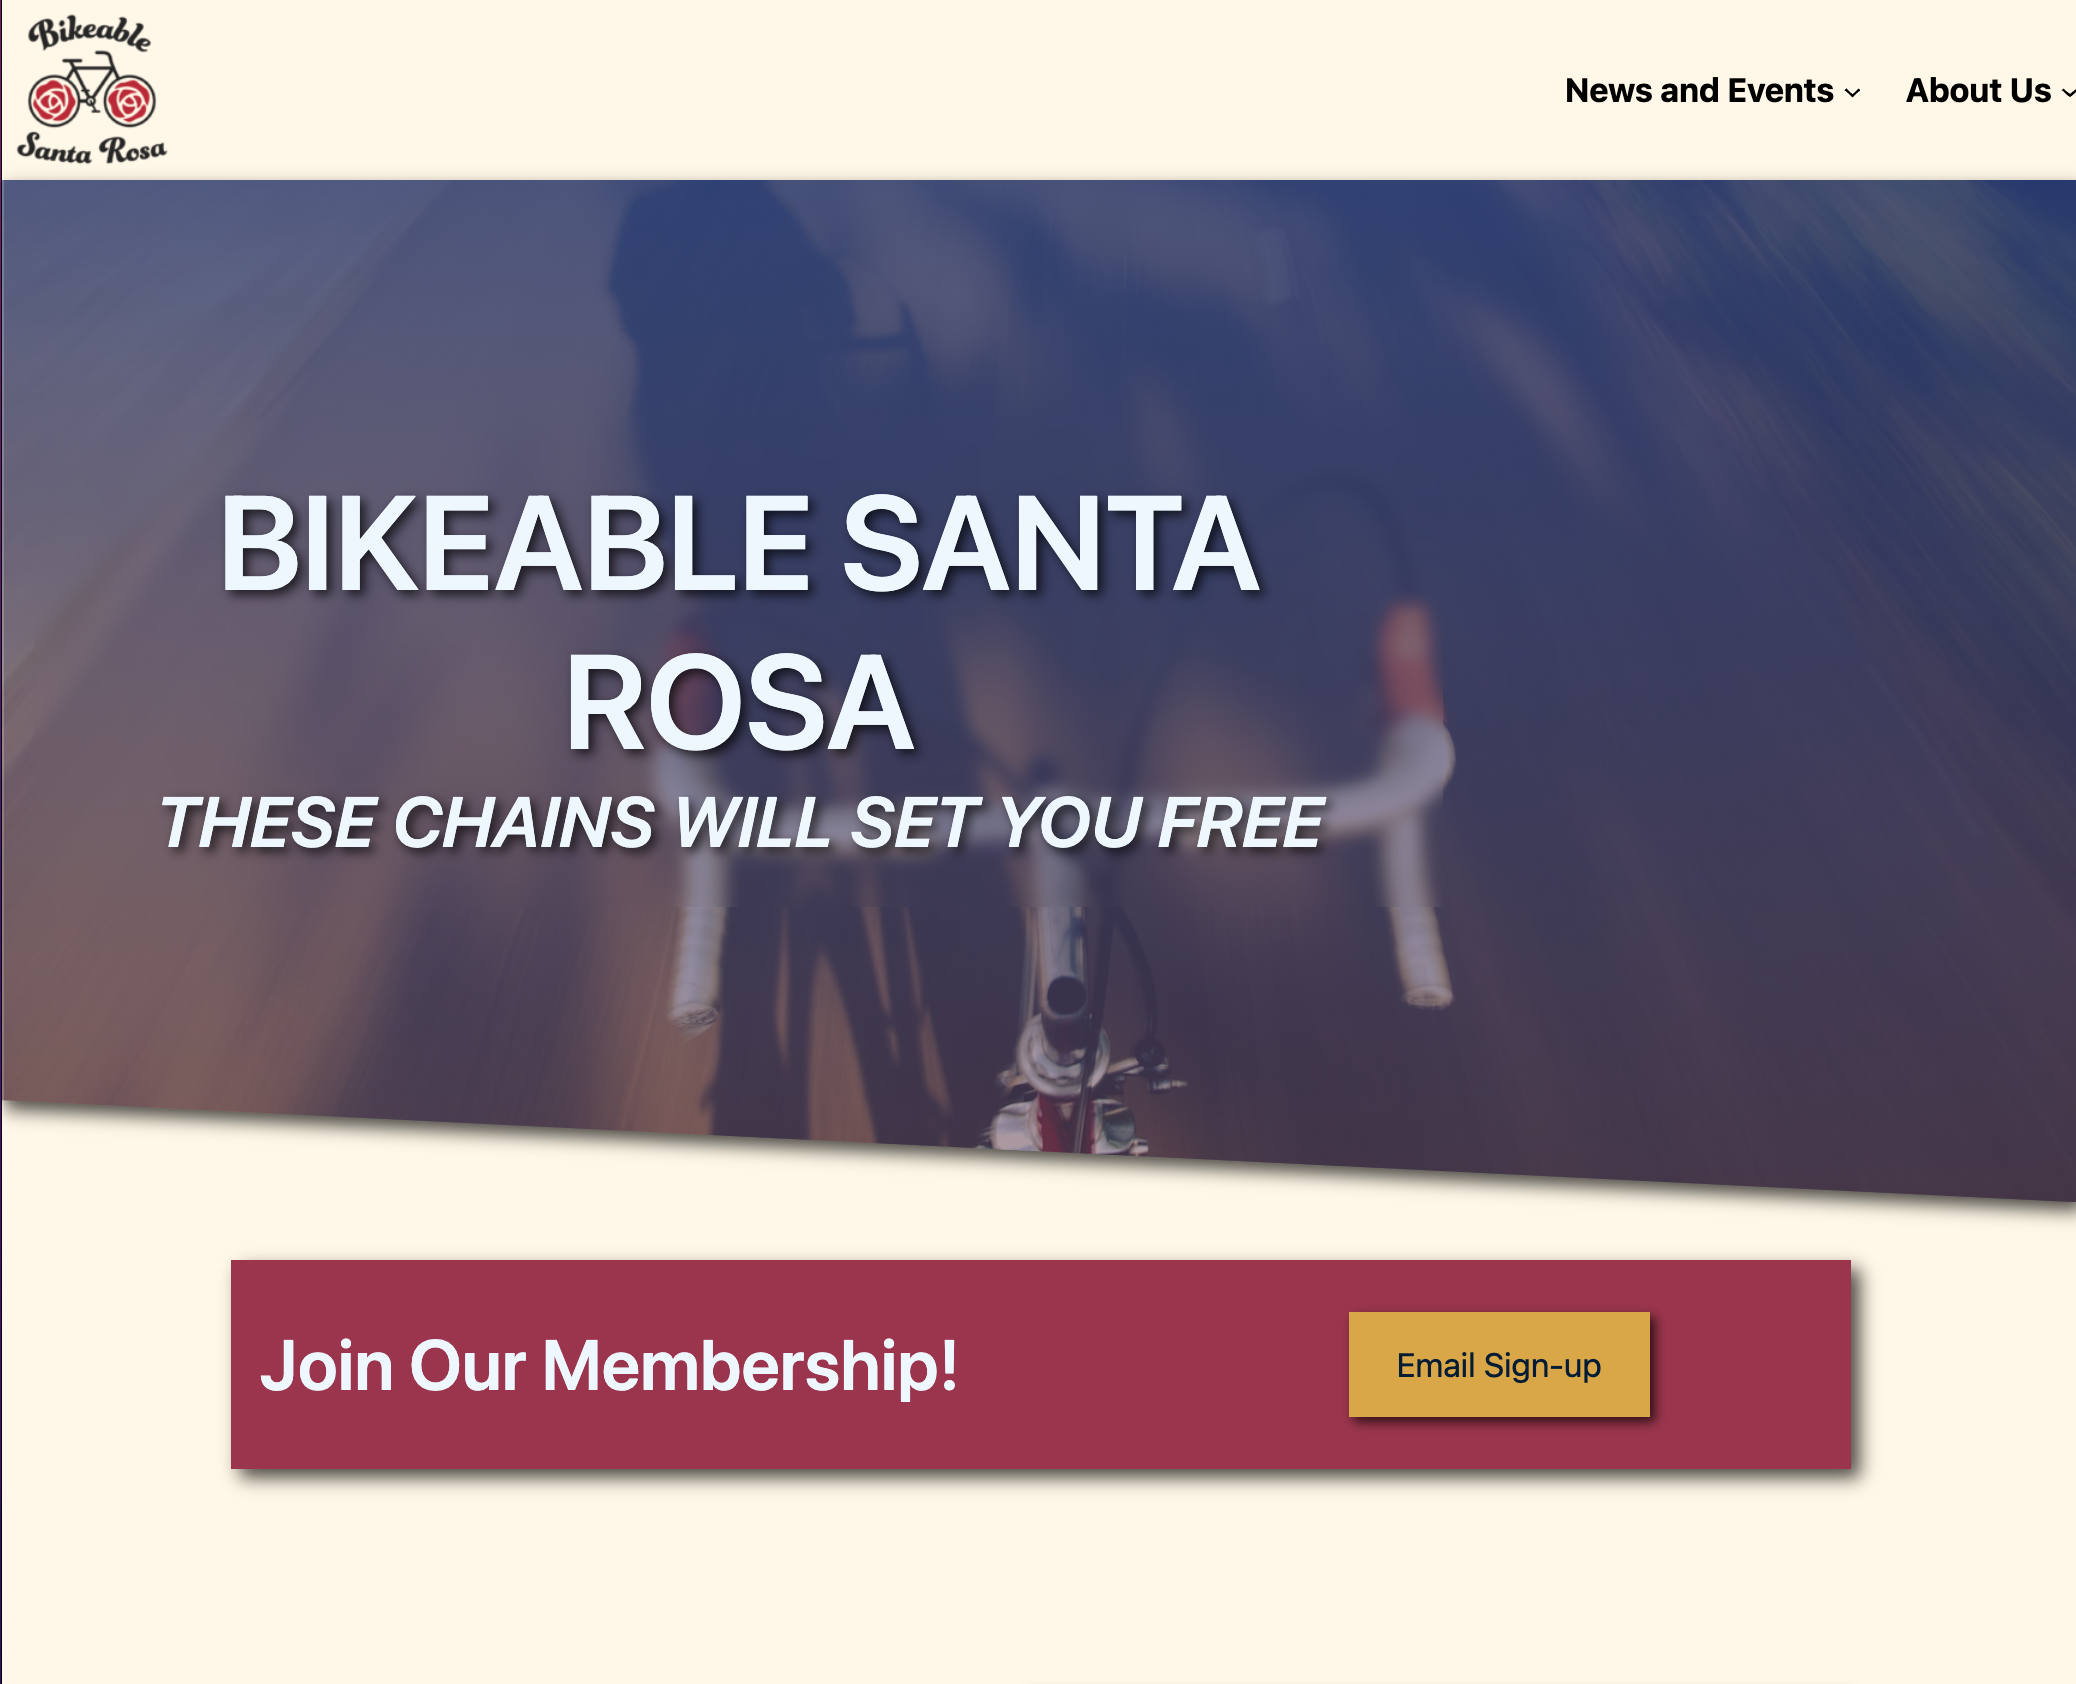 Bikeable
Santa Rosa
News and Events
About Us
BIKEABLE SANTA
ROSA
THESE CHAINS WILL SET YOU FREE
Join Our Membership!
Email Sign-up